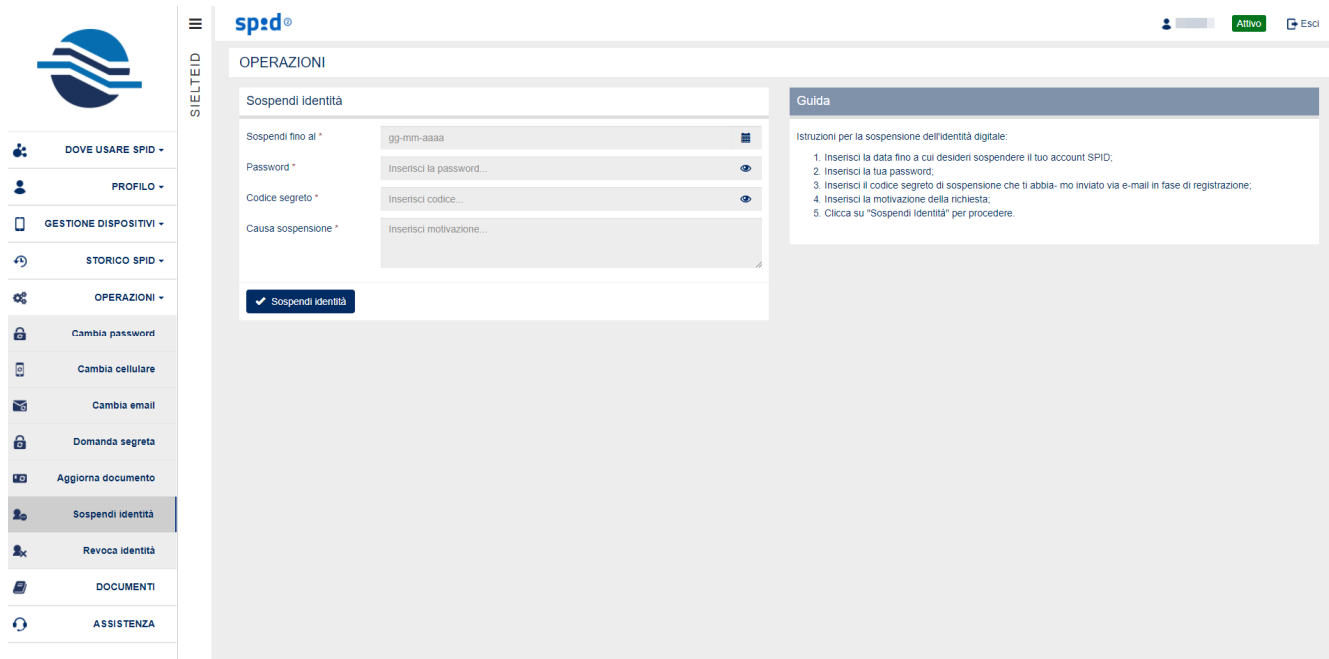 spid
Attivo
Esci
SIELTEID
DOVE USARE SPID
PROFILO
GESTIONE DISPOSITIVI
STORICO SPID
OPERAZIONI
Cambia password
Cambia cellulare
Cambia email
Domanda segreta
Aggiorna documento
Sospendi identità
Revoca identità
DOCUMENTI
ASSISTENZA
OPERAZIONI
Sospendi identità
Sospendi fino al *
gg-mm-aaaa
Password *
Inserisci la password...
Codice segreto *
Inserisci codice...
Causa sospensione *
Inserisci motivazione...
Sospendi identità
Guida
Istruzioni per la sospensione dell'identità digitale:
1. Inserisci la data fino a cui desideri sospendere il tuo account SPID;
2. Inserisci la tua password;
3. Inserisci il codice segreto di sospensione che ti abbia- mo inviato via e-mail in fase di registrazione;
4. Inserisci la motivazione della richiesta;
5. Clicca su "Sospendi Identità" per procedere.